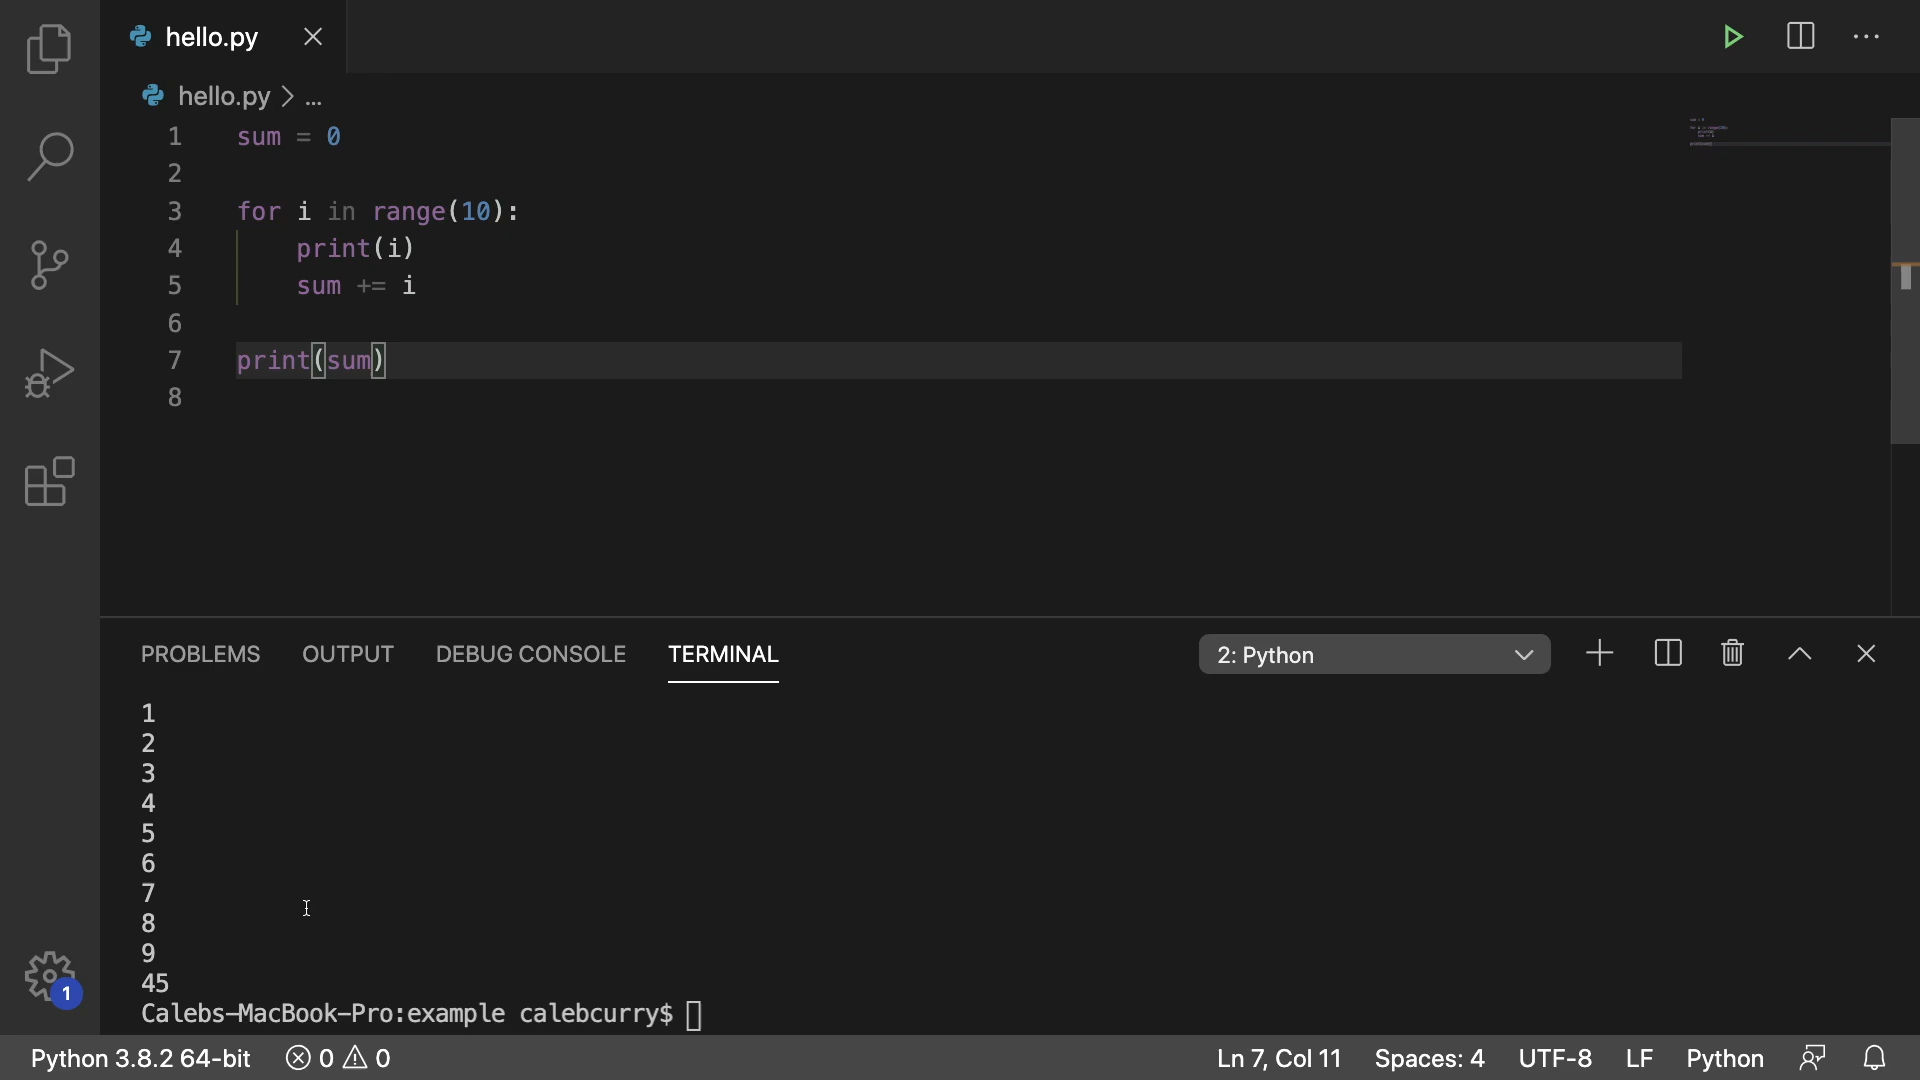 hello.py
hello.py > ...
1 sum = 0
2
3 for i in range(10):
4     print(i)
5     sum += i
6
7 print(sum)
8
PROBLEMS OUTPUT DEBUG CONSOLE TERMINAL 2: Python
1
2
3
4
5
6
7
8
9
45
Calebs-MacBook-Pro:example calebcurry$
1
Python 3.8.2 64-bit 0 0 Ln 7, Col 11 Spaces: 4 UTF-8 LF Python